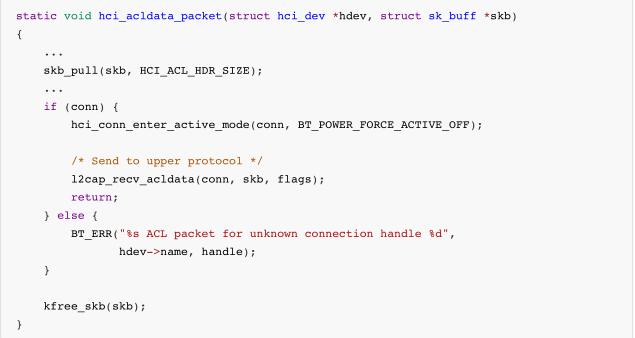 static void hci_acldata_packet(struct hci_dev *hdev, struct sk_buff *skb)
{
    ...
    skb_pull(skb, HCI_ACL_HDR_SIZE);
    ...
    if (conn) {
        hci_conn_enter_active_mode(conn, BT_POWER_FORCE_ACTIVE_OFF);

        /* Send to upper protocol */
        l2cap_recv_acldata(conn, skb, flags);
        return;
    } else {
        BT_ERR("%s ACL packet for unknown connection handle %d",
               hdev->name, handle);
    }

    kfree_skb(skb);
}